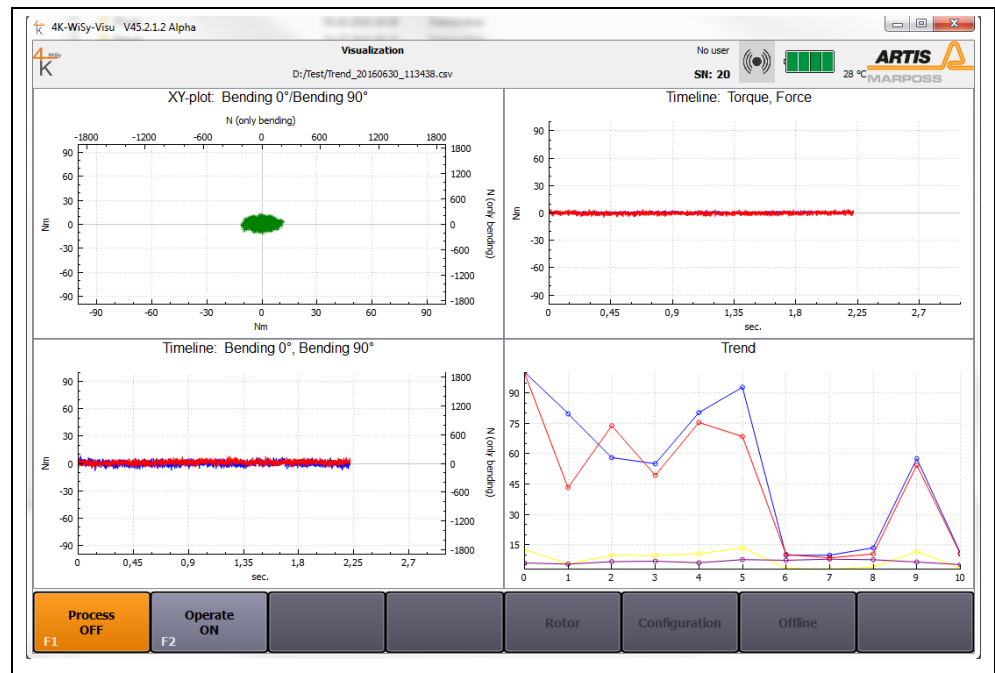 4K-WiSy-Visu V45.2.1.2 Alpha
4 WiSy
K
Visualization
D:/Test/Trend_20160630_113438.csv
No user
SN: 20
28 °C
ARTIS
MARPOSS
XY-plot: Bending 0°/Bending 90°
N (only bending)
-1800 -1200 -600 0 600 1200 1800
90 60 30 0 -30 -60 -90
Nm
1800 1200 600 0 -600 -1200 -1800
N (only bending)
-90 -60 -30 0 30 60 90
Nm
Timeline: Torque, Force
90 60 30 0 -30 -60 -90
Nm
0 0,45 0,9 1,35 1,8 2,25 2,7
sec.
Timeline: Bending 0°, Bending 90°
90 60 30 0 -30 -60 -90
Nm
1800 1200 600 0 -600 -1200 -1800
N (only bending)
0 0,45 0,9 1,35 1,8 2,25 2,7
sec.
Trend
90 75 60 45 30 15
0 1 2 3 4 5 6 7 8 9 10
Process
OFF
F1
Operate
ON
F2
Rotor
Configuration
Offline